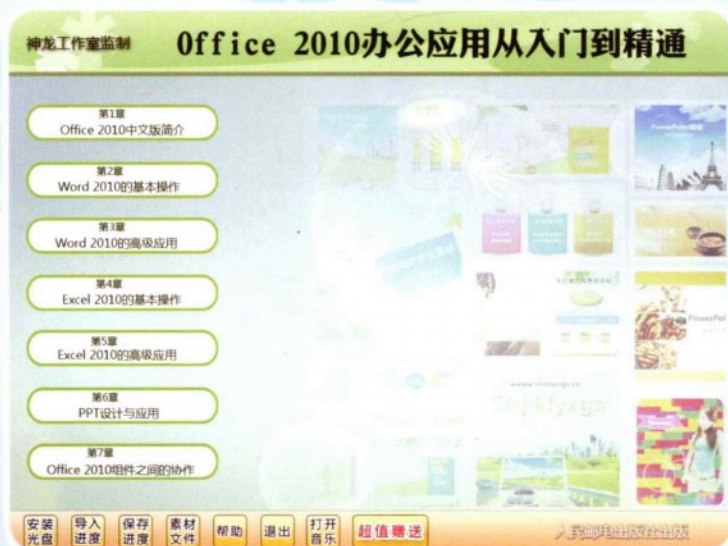 神龙工作室监制
Office 2010办公应用从入门到精通
第1章
Office 2010中文版简介
第2章
Word 2010的基本操作
第3章
Word 2010的高级应用
第4章
Excel 2010的基本操作
第5章
Excel 2010的高级应用
第6章
PPT设计与应用
第7章
Office 2010组件之间的协作
PowerPoi
安装
光盘
导入
进度
保存
进度
素材
文件
帮助
退出
打开
音乐
超值赠送
人民邮电出版社出版